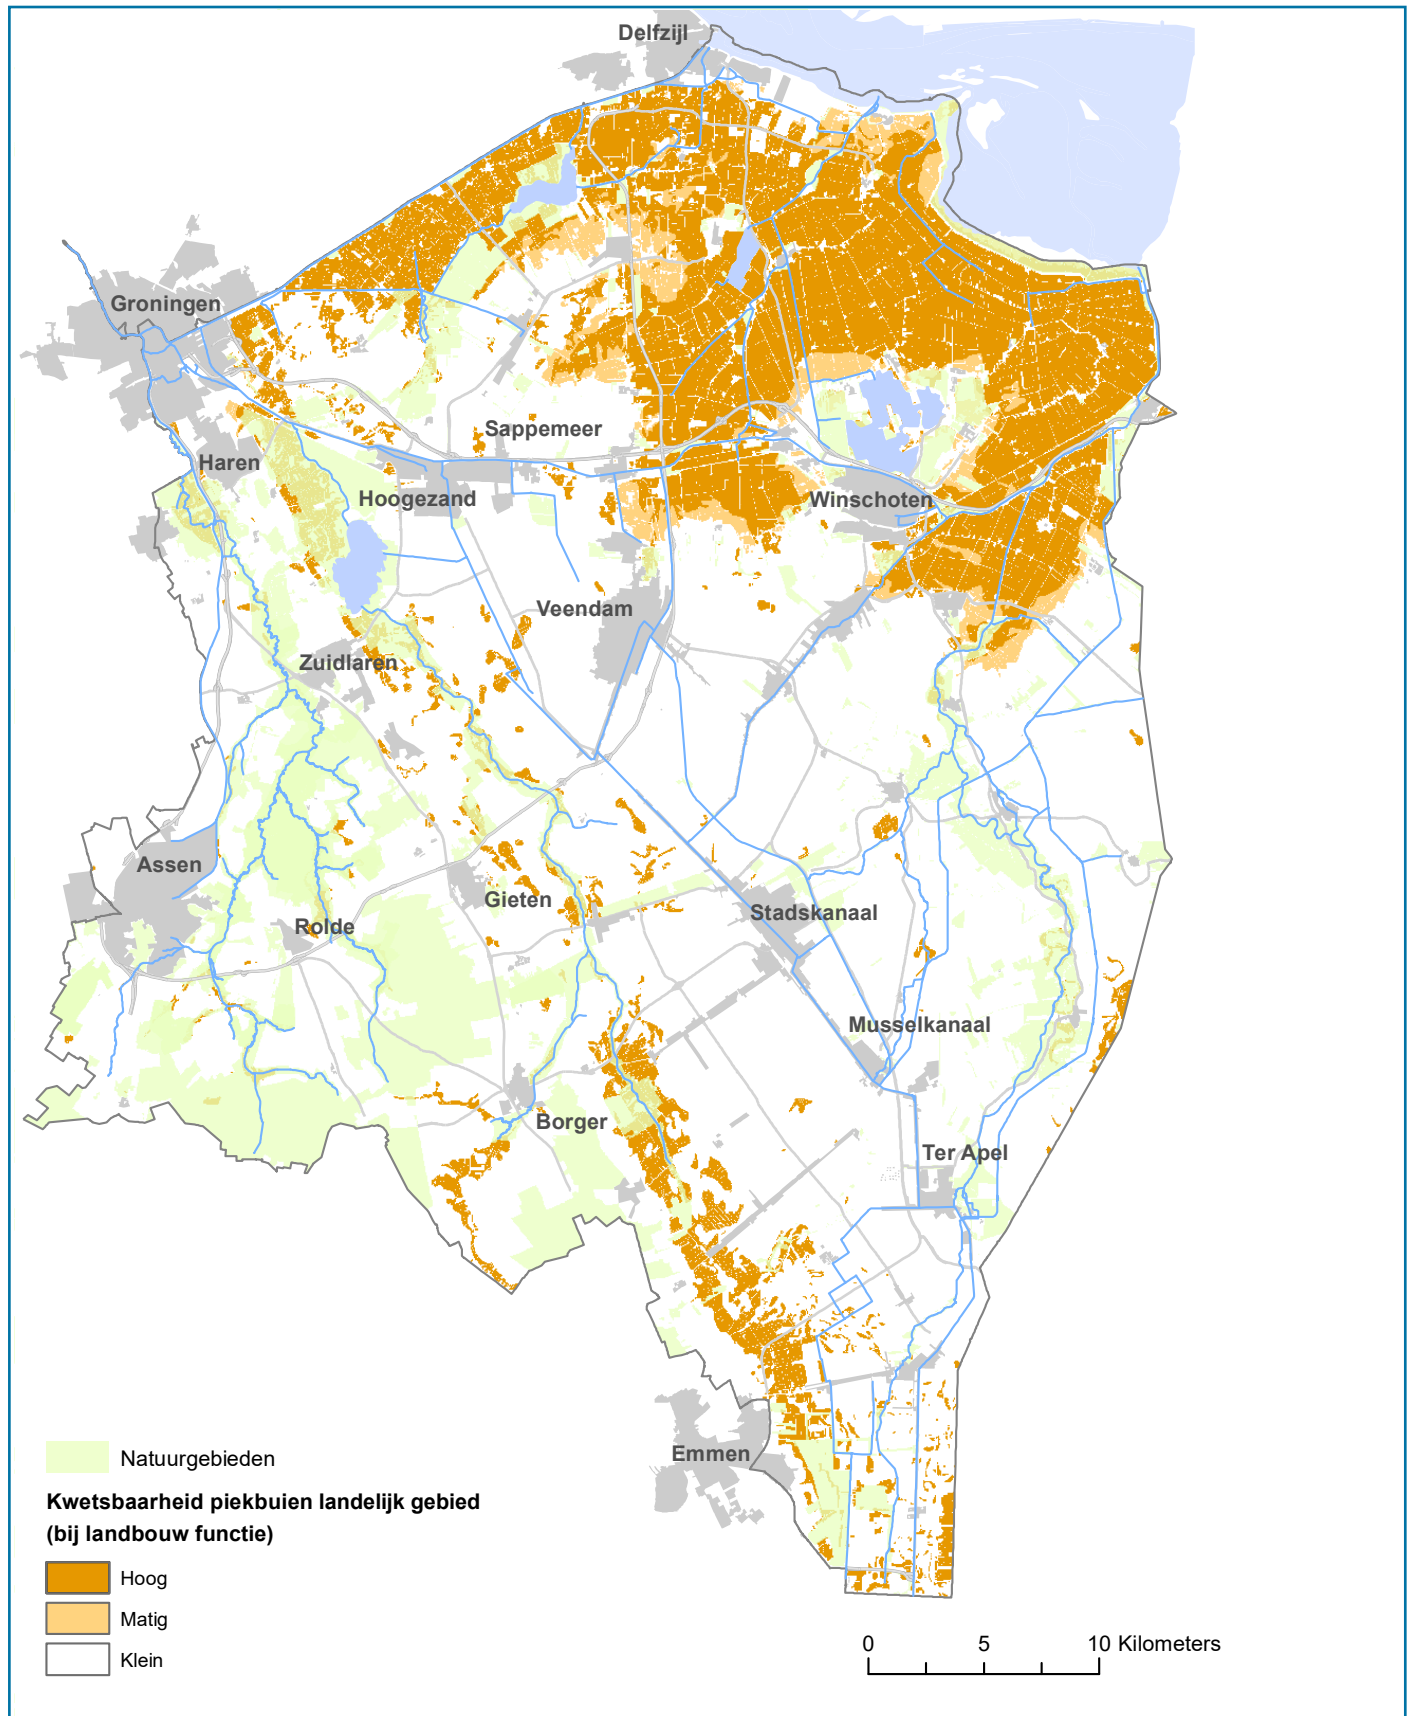 Delfzijl
Groningen
Sappemeer
Haren
Hoogezand
Winschoten
Veendam
Zuidlaren
Assen
Gieten
Stadskanaal
Rolde
Musselkanaal
Borger
Ter Apel
Emmen
Natuurgebieden
Kwetsbaarheid piekbuien landelijk gebied
(bij landbouw functie)
Hoog
Matig
Klein
0 5 10 Kilometers